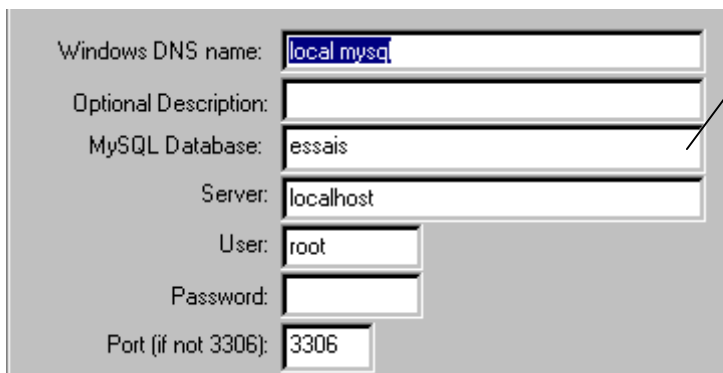 Windows DNS name: local mysql
Optional Description:
MySQL Database: essais
Server: localhost
User: root
Password:
Port (if not 3306): 3306